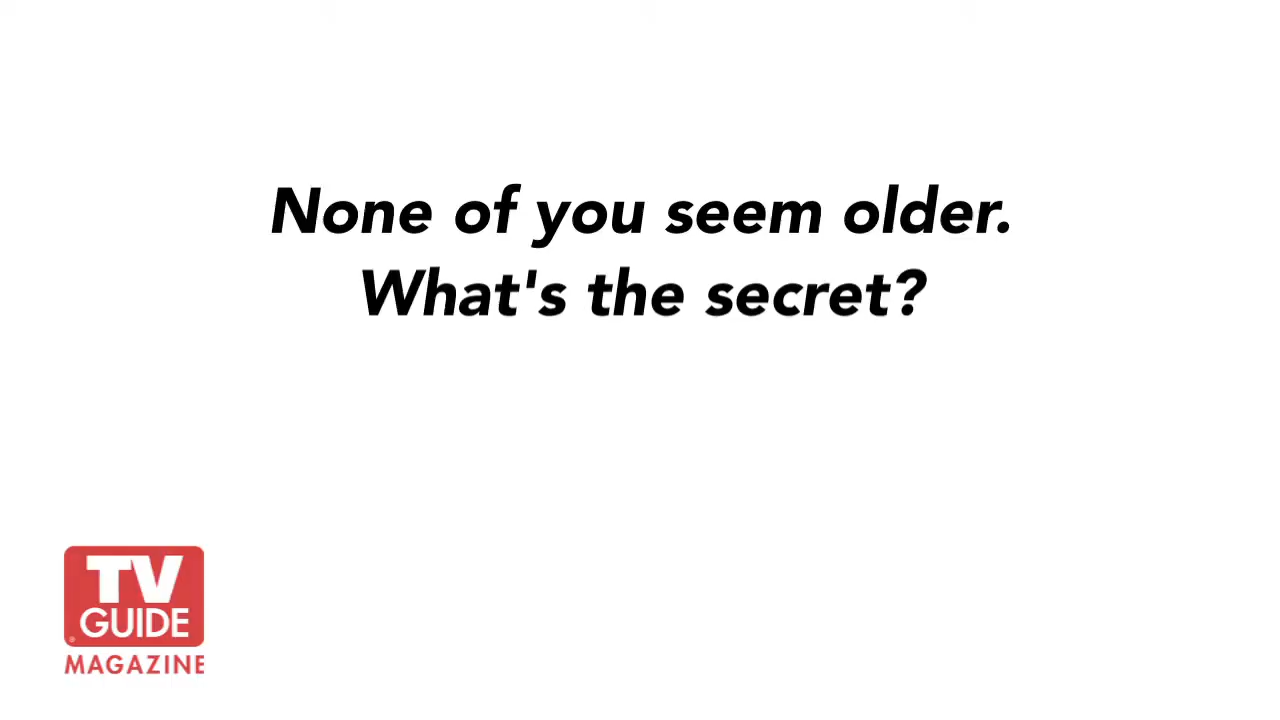 None of you seem older.
What's the secret?
TV
GUIDE
®
MAGAZINE